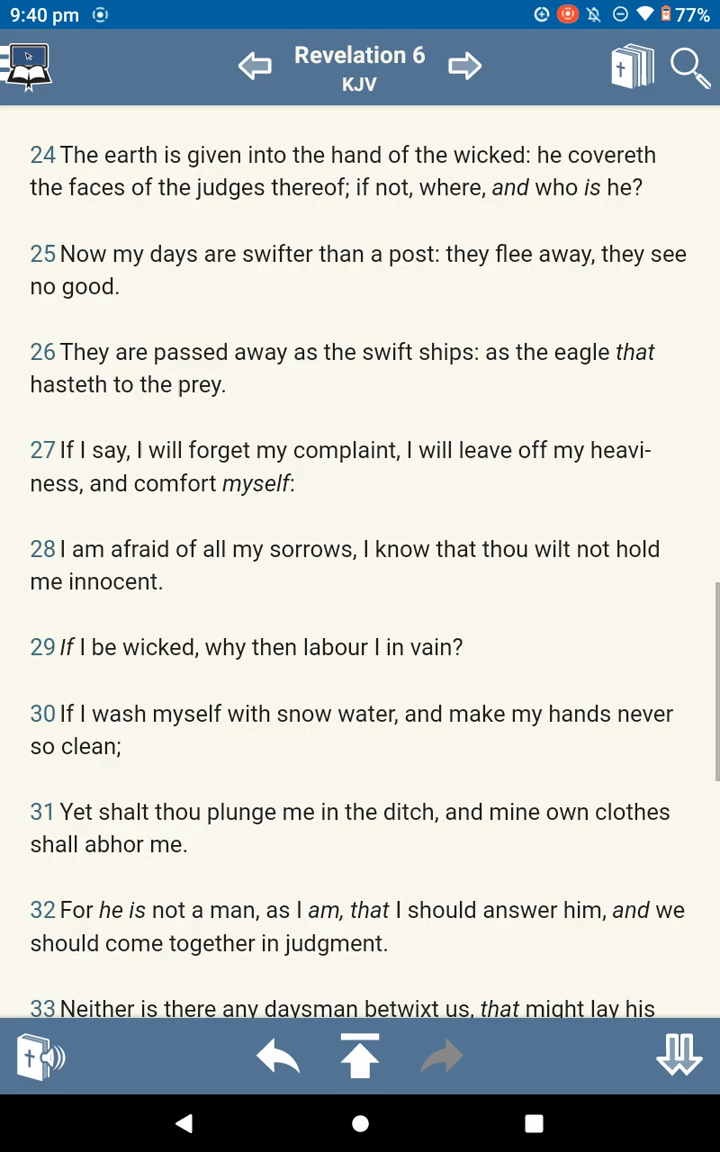 9:40 pm 77%
Revelation 6
KJV
24 The earth is given into the hand of the wicked: he covereth
the faces of the judges thereof; if not, where, and who is he?
25 Now my days are swifter than a post: they flee away, they see
no good.
26 They are passed away as the swift ships: as the eagle that
hasteth to the prey.
27 If I say, I will forget my complaint, I will leave off my heavi-
ness, and comfort myself:
28 I am afraid of all my sorrows, I know that thou wilt not hold
me innocent.
29 If I be wicked, why then labour I in vain?
30 If I wash myself with snow water, and make my hands never
so clean;
31 Yet shalt thou plunge me in the ditch, and mine own clothes
shall abhor me.
32 For he is not a man, as I am, that I should answer him, and we
should come together in judgment.
33 Neither is there any daysman betwixt us, that might lay his